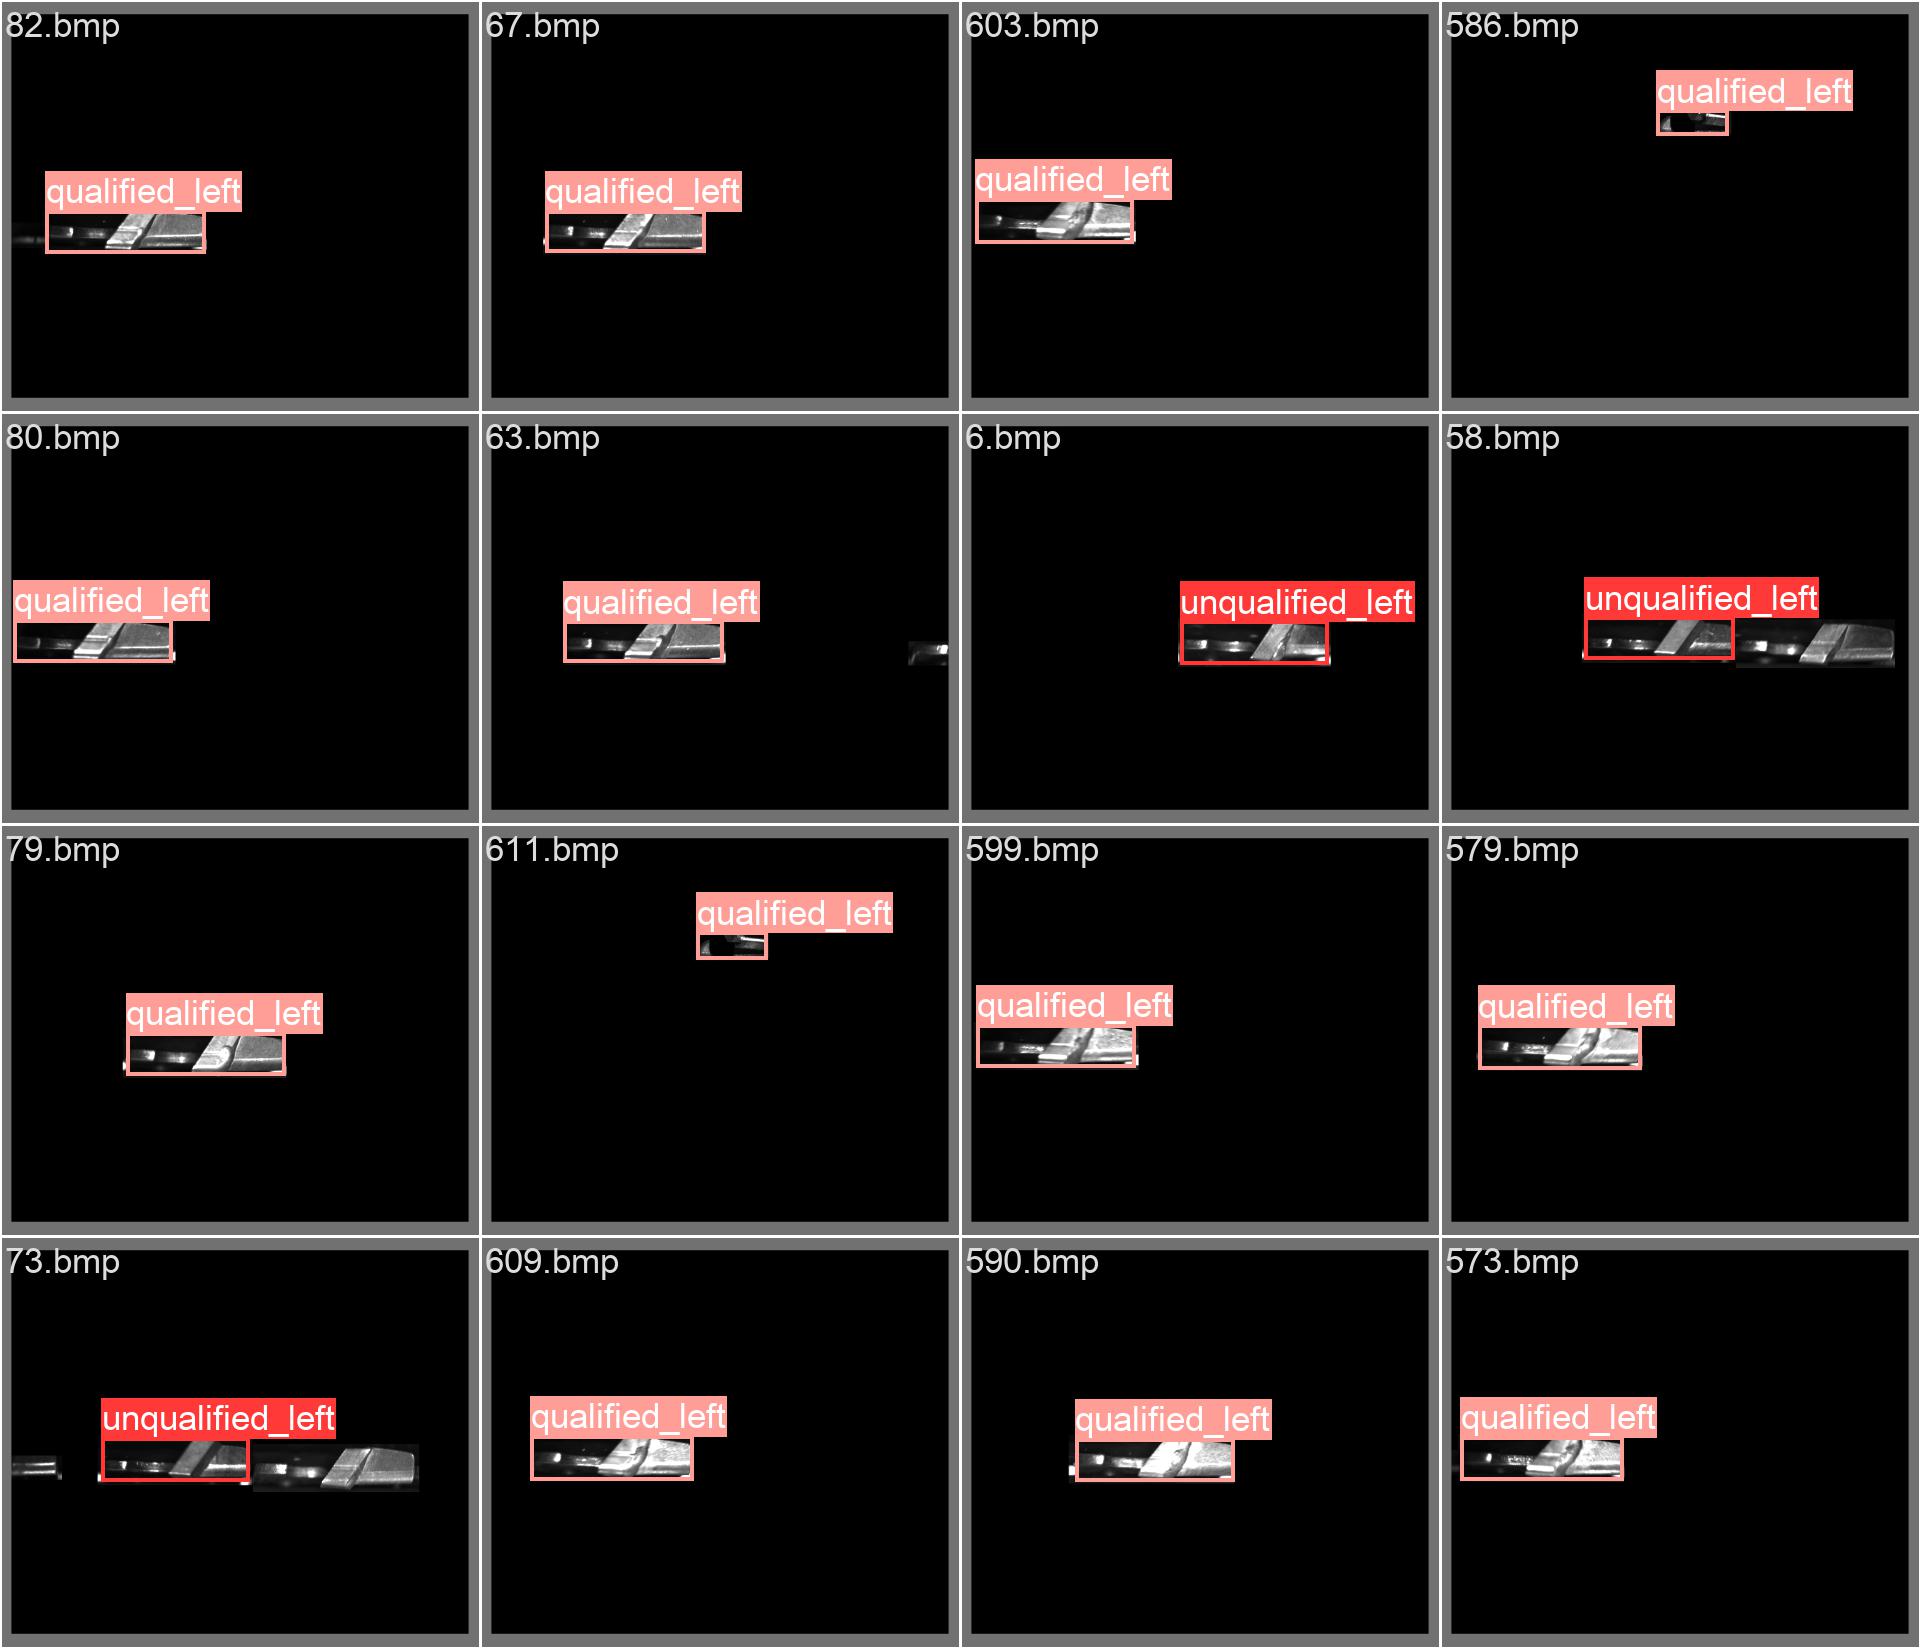 82.bmp
qualified_left
67.bmp
qualified_left
603.bmp
qualified_left
586.bmp
qualified_left
80.bmp
qualified_left
63.bmp
qualified_left
6.bmp
unqualified_left
58.bmp
unqualified_left
79.bmp
qualified_left
611.bmp
qualified_left
599.bmp
qualified_left
579.bmp
qualified_left
73.bmp
unqualified_left
609.bmp
qualified_left
590.bmp
qualified_left
573.bmp
qualified_left